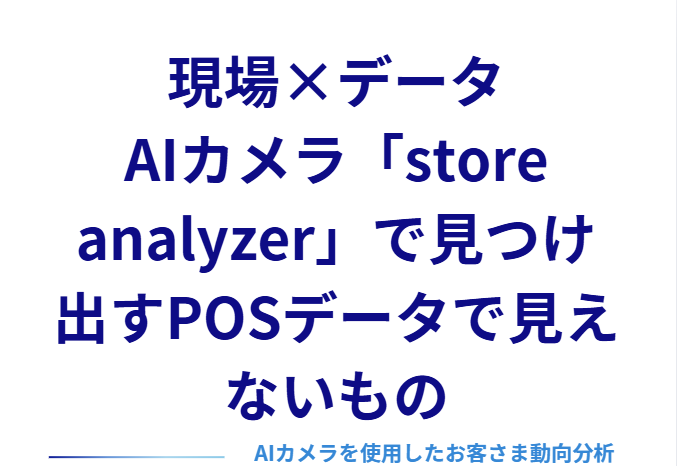 現場×データ
AIカメラ「store
analyzer」で見つけ
出すPOSデータで見え
ないもの
AIカメラを使用したお客さま動向分析